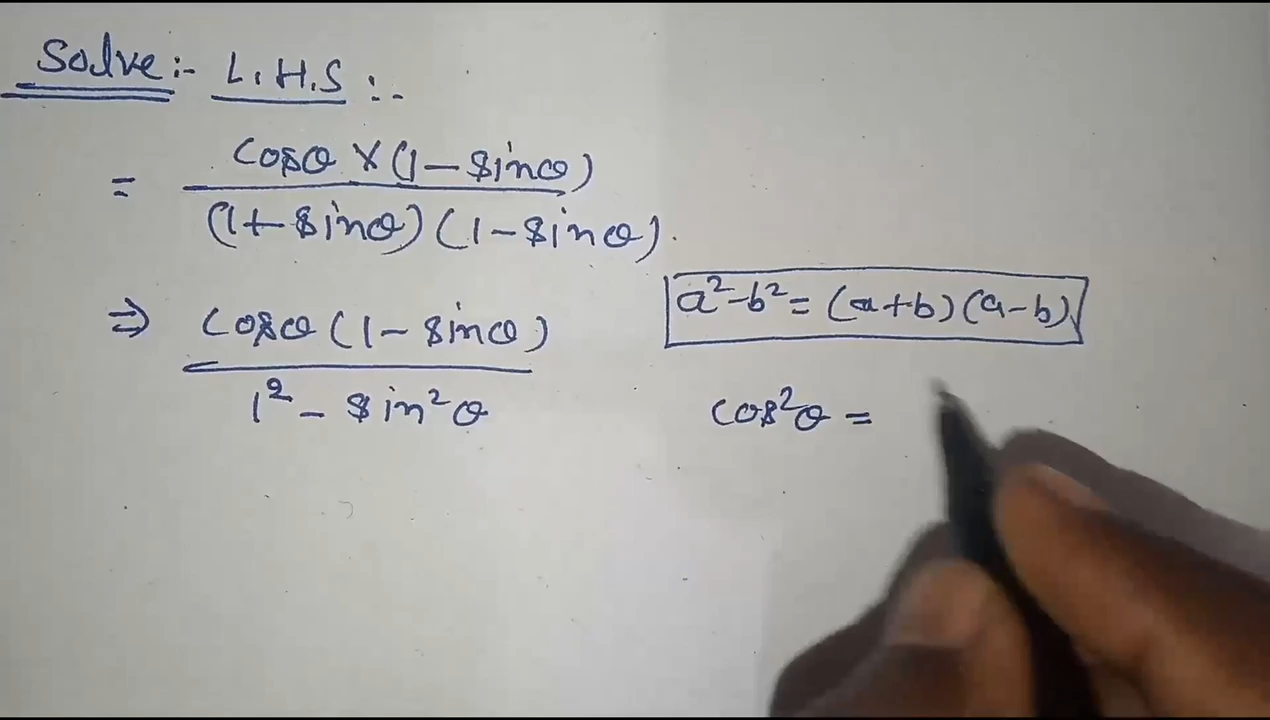 Solve:- L.H.S :-
= cosθ × (1 - sinθ) / (1 + sinθ) (1 - sinθ).
⇒ cosθ (1 - sinθ) / 1² - sin²θ
a² - b² = (a + b) (a - b)
cos²θ =